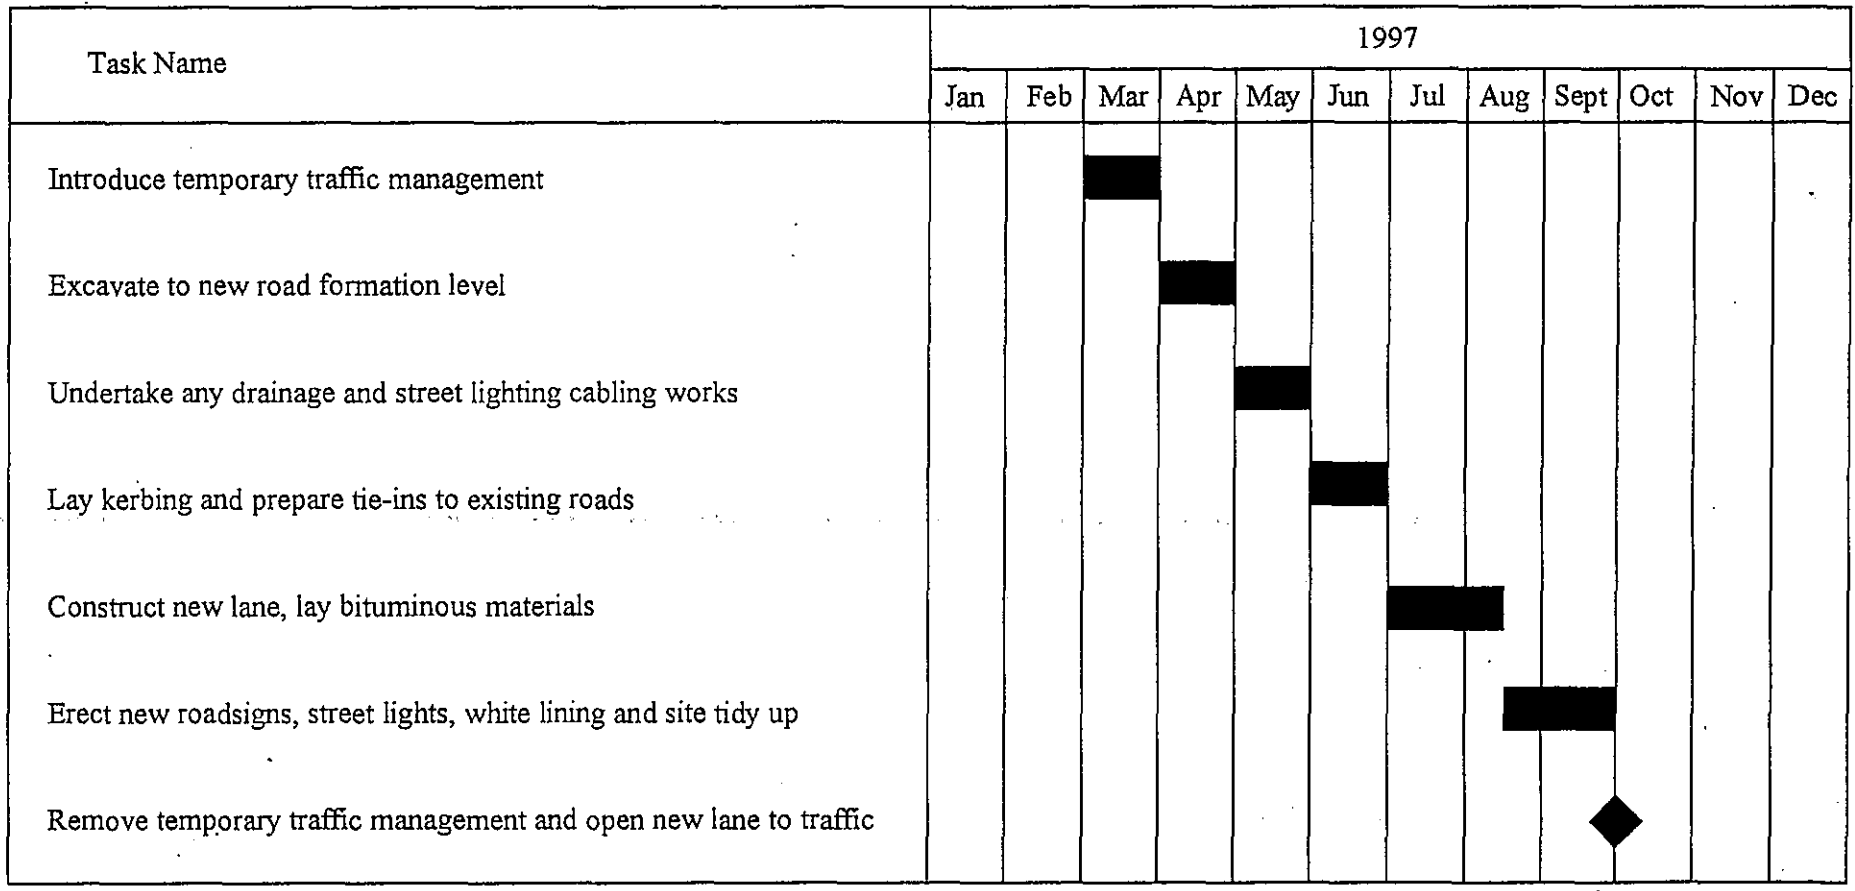 1997
Task Name
Jan Feb Mar Apr May Jun Jul Aug Sept Oct Nov Dec
Introduce temporary traffic management
Excavate to new road formation level
Undertake any drainage and street lighting cabling works
Lay kerbing and prepare tie-ins to existing roads
Construct new lane, lay bituminous materials
Erect new roadsigns, street lights, white lining and site tidy up
Remove temporary traffic management and open new lane to traffic